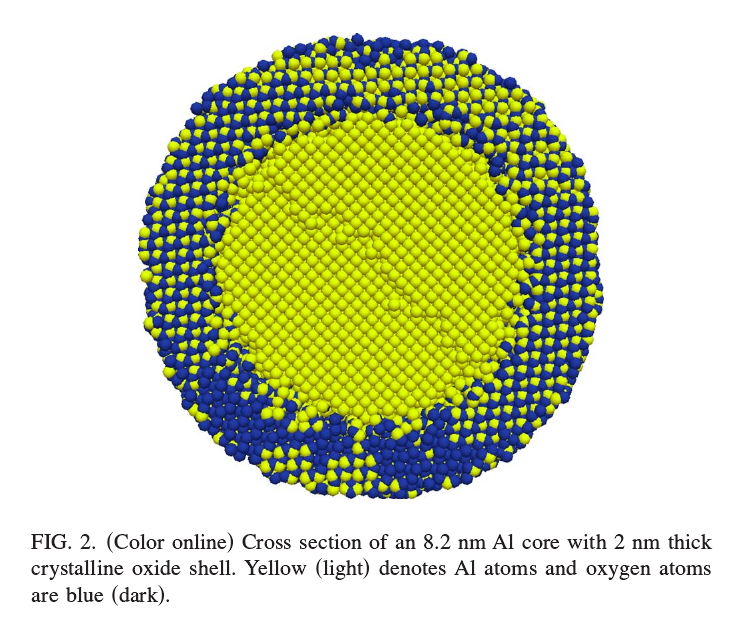 FIG. 2. (Color online) Cross section of an 8.2 nm Al core with 2 nm thick
crystalline oxide shell. Yellow (light) denotes Al atoms and oxygen atoms
are blue (dark).